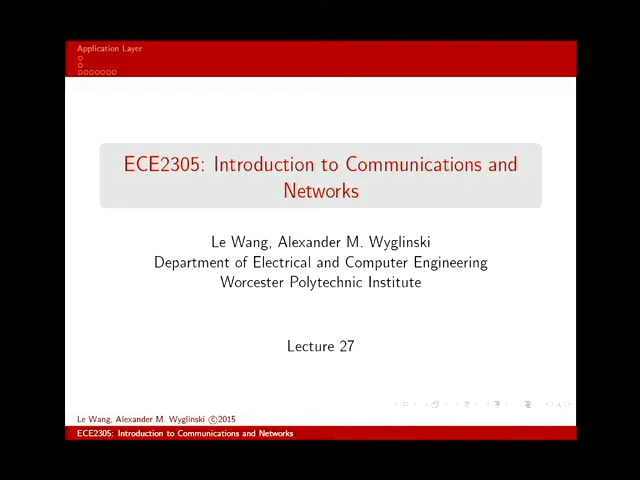 Application Layer
ECE2305: Introduction to Communications and
Networks
Le Wang, Alexander M. Wyglinski
Department of Electrical and Computer Engineering
Worcester Polytechnic Institute
Lecture 27
Le Wang, Alexander M. Wyglinski ©2015
ECE2305: Introduction to Communications and Networks